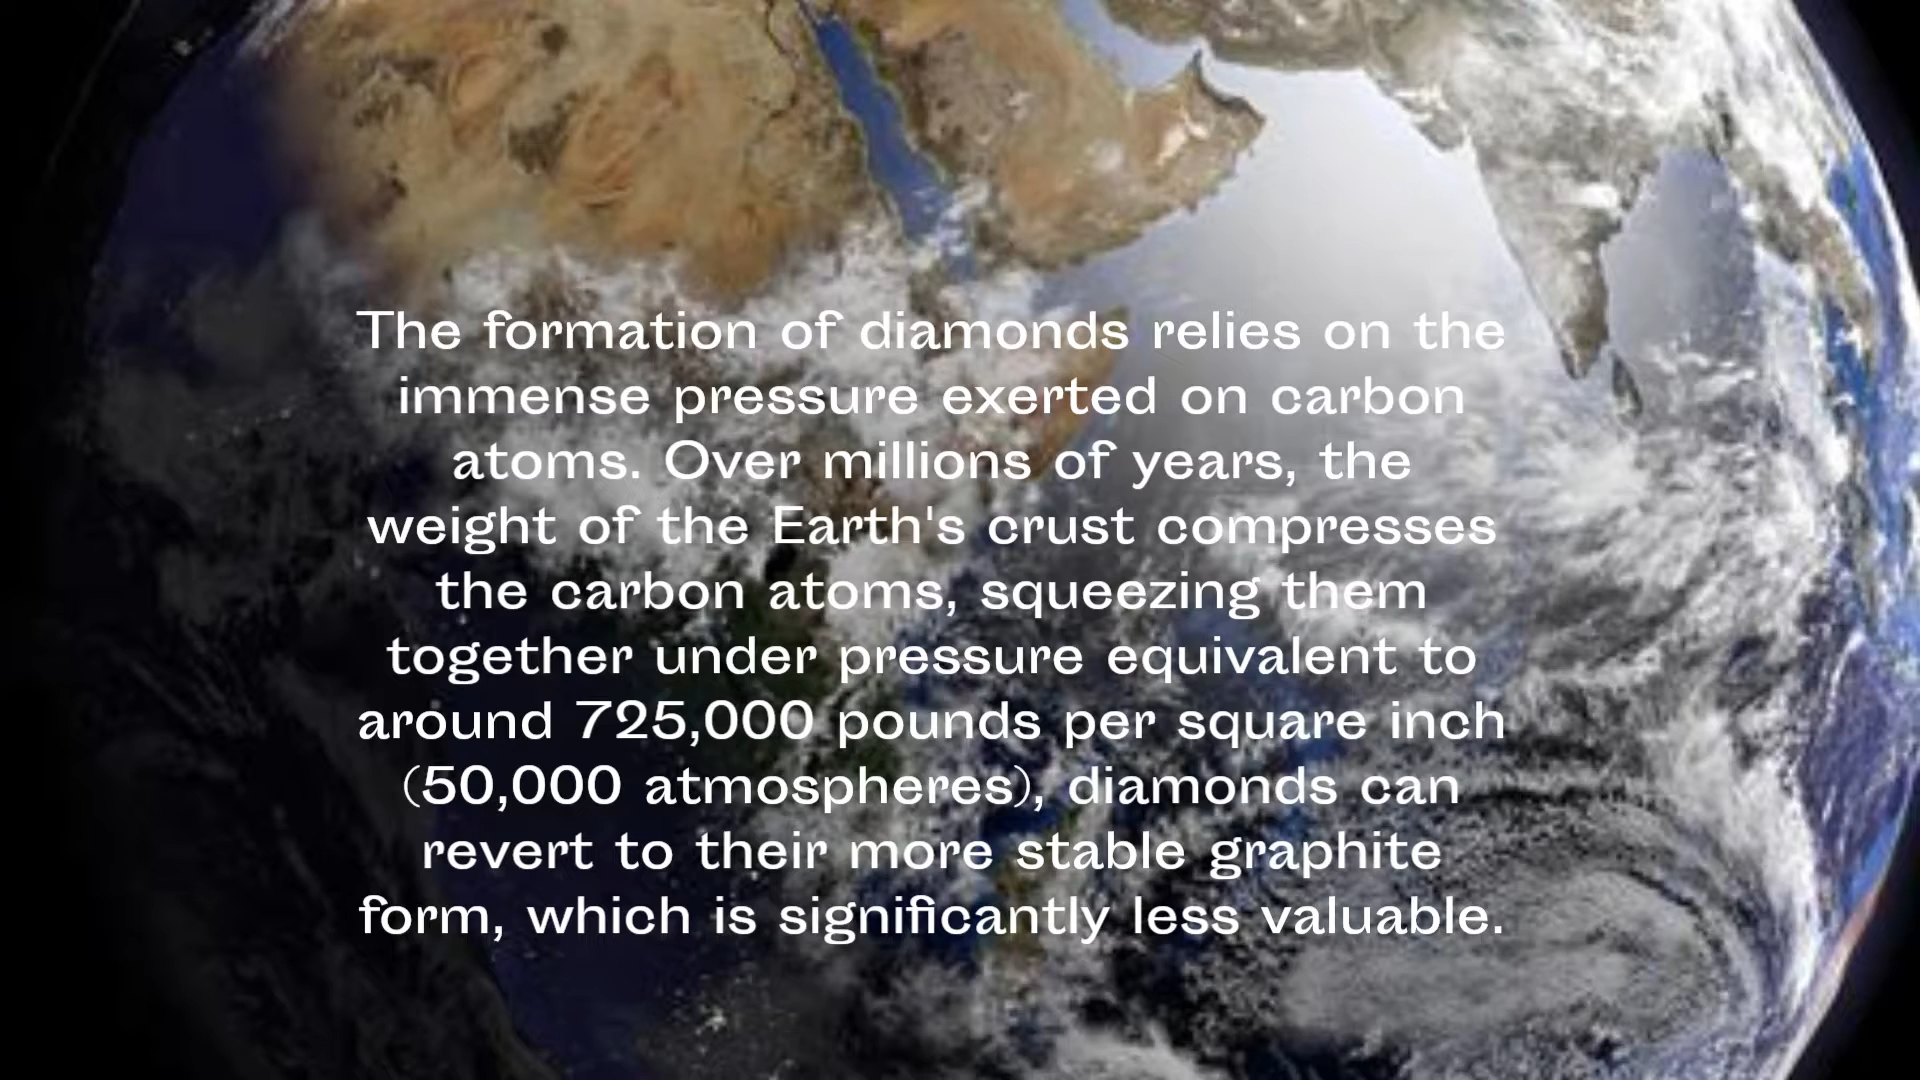 The formation of diamonds relies on the
immense pressure exerted on carbon
atoms. Over millions of years, the
weight of the Earth's crust compresses
the carbon atoms, squeezing them
together under pressure equivalent to
around 725,000 pounds per square inch
(50,000 atmospheres), diamonds can
revert to their more stable graphite
form, which is significantly less valuable.